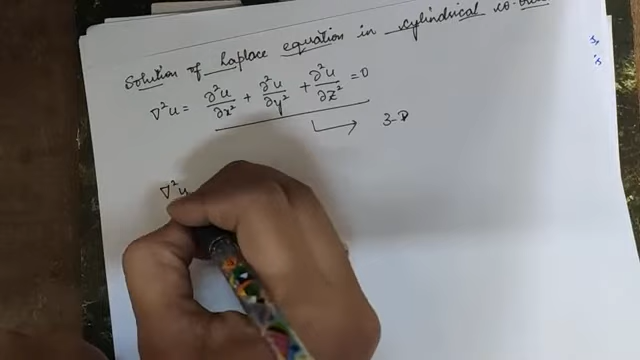 Solution of Laplace equation in cylindrical co-
∇²u = ∂²u/∂x² + ∂²u/∂y² + ∂²u/∂z² = 0
3-D
∇²u